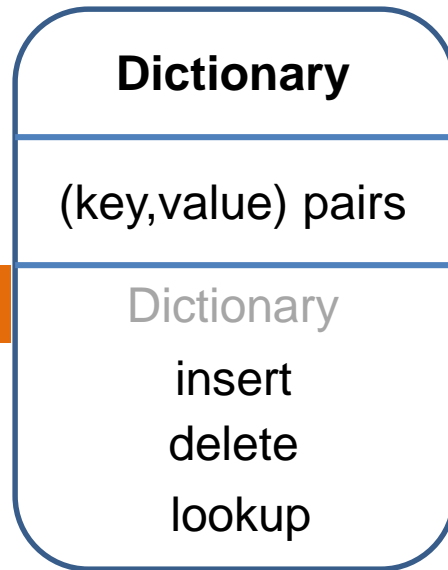 Dictionary
(key,value) pairs
Dictionary
insert
delete
lookup